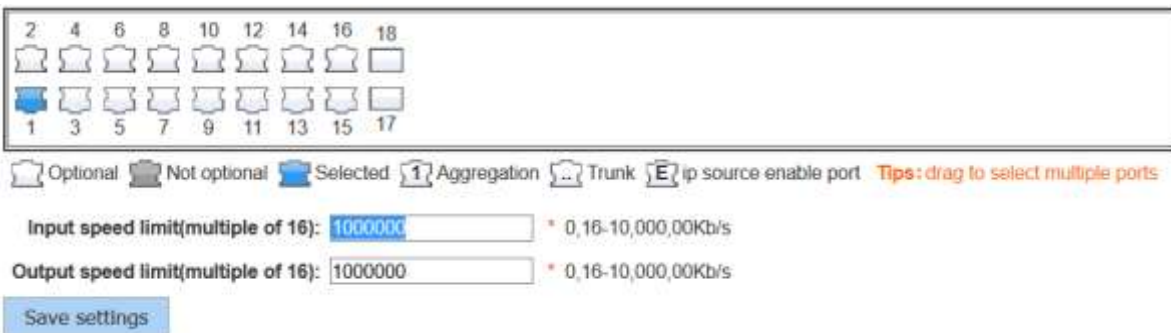 2 4 6 8 10 12 14 16 18
1 3 5 7 9 11 13 15 17
Optional Not optional Selected 1 Aggregation ... Trunk E ip source enable port Tips: drag to select multiple ports
Input speed limit(multiple of 16): 1000000 * 0,16-10,000,00Kb/s
Output speed limit(multiple of 16): 1000000 * 0,16-10,000,00Kb/s
Save settings